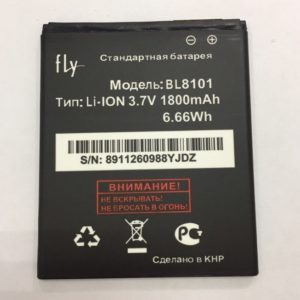 fly
Стандартная батарея
Модель:BL8101
Тип: Li-ION 3.7V 1800mAh
6.66Wh
S/N: 8911260988YJDZ
ВНИМАНИЕ!
НЕ ВСКРЫВАТЬ!
НЕ БРОСАТЬ В ОГОНЬ!
Сделано в КНР